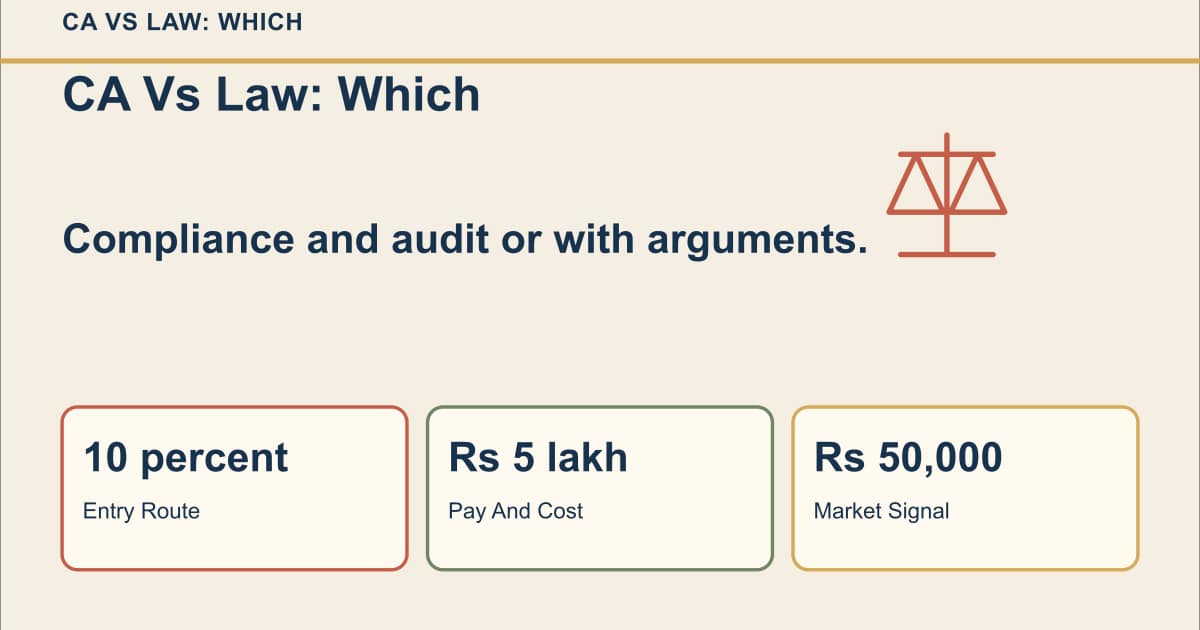 CA VS LAW: WHICH
CA Vs Law: Which
Compliance and audit or with arguments.
10 percent
Entry Route
Rs 5 lakh
Pay And Cost
Rs 50,000
Market Signal